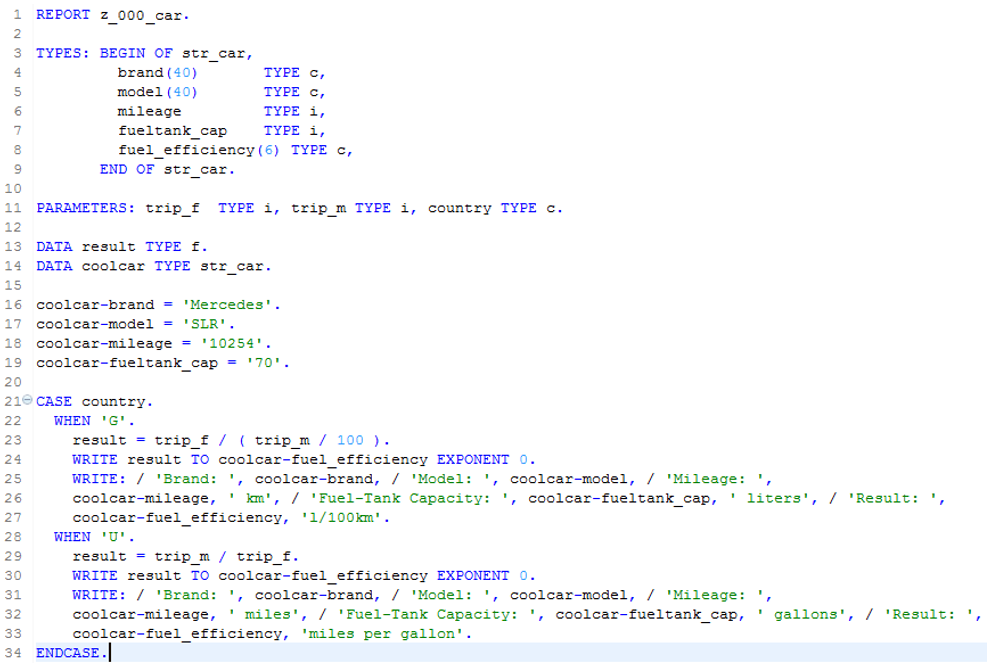 1 REPORT z_000_car.
2
3 TYPES: BEGIN OF str_car,
4          brand(40)       TYPE c,
5          model(40)       TYPE c,
6          mileage         TYPE i,
7          fueltank_cap    TYPE i,
8          fuel_efficiency(6) TYPE c,
9        END OF str_car.
10
11 PARAMETERS: trip_f  TYPE i, trip_m TYPE i, country TYPE c.
12
13 DATA result TYPE f.
14 DATA coolcar TYPE str_car.
15
16 coolcar-brand = 'Mercedes'.
17 coolcar-model = 'SLR'.
18 coolcar-mileage = '10254'.
19 coolcar-fueltank_cap = '70'.
20
21 CASE country.
22   WHEN 'G'.
23     result = trip_f / ( trip_m / 100 ).
24     WRITE result TO coolcar-fuel_efficiency EXPONENT 0.
25     WRITE: / 'Brand: ', coolcar-brand, / 'Model: ', coolcar-model, / 'Mileage: ',
26     coolcar-mileage, ' km', / 'Fuel-Tank Capacity: ', coolcar-fueltank_cap, ' liters', / 'Result: ',
27     coolcar-fuel_efficiency, 'l/100km'.
28   WHEN 'U'.
29     result = trip_m / trip_f.
30     WRITE result TO coolcar-fuel_efficiency EXPONENT 0.
31     WRITE: / 'Brand: ', coolcar-brand, / 'Model: ', coolcar-model, / 'Mileage: ',
32     coolcar-mileage, ' miles', / 'Fuel-Tank Capacity: ', coolcar-fueltank_cap, ' gallons', / 'Result: ',
33     coolcar-fuel_efficiency, 'miles per gallon'.
34 ENDCASE.